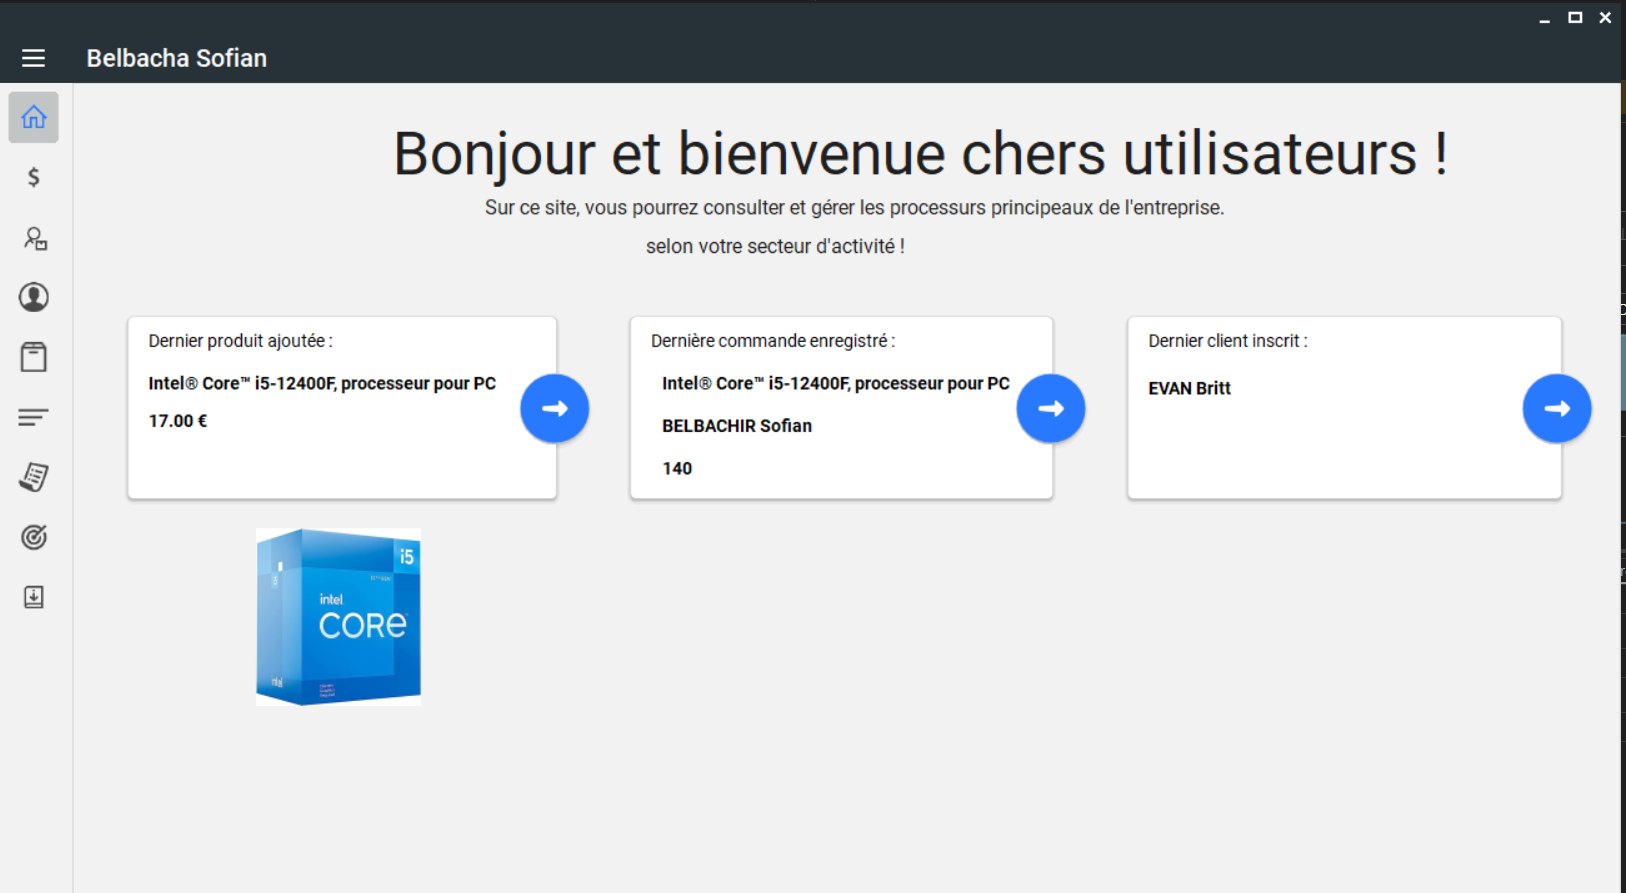 Belbacha Sofian
Bonjour et bienvenue chers utilisateurs !
Sur ce site, vous pourrez consulter et gérer les processurs principeaux de l'entreprise.
selon votre secteur d'activité !
Dernier produit ajoutée :
Intel® Core™ i5-12400F, processeur pour PC
17.00 €
Dernière commande enregistré :
Intel® Core™ i5-12400F, processeur pour PC
BELBACHIR Sofian
140
Dernier client inscrit :
EVAN Britt
i5
intel
CORE
intel